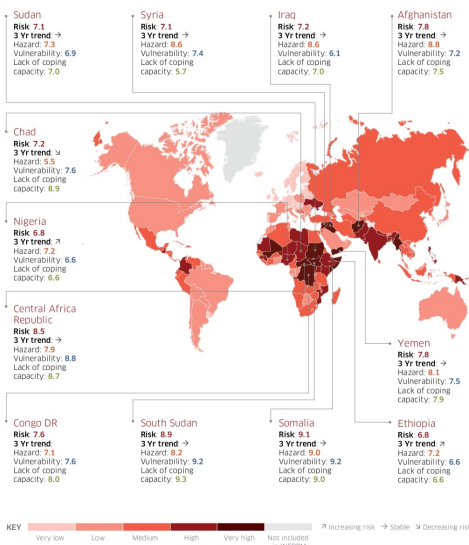 Sudan
Risk: 7.1
3 Yr trend: →
Hazard: 7.3
Vulnerability: 6.9
Lack of coping
capacity: 7.0
Syria
Risk: 7.1
3 Yr trend: →
Hazard: 8.6
Vulnerability: 7.4
Lack of coping
capacity: 5.7
Iraq
Risk: 7.2
3 Yr trend: →
Hazard: 8.6
Vulnerability: 6.1
Lack of coping
capacity: 7.0
Afghanistan
Risk: 7.8
3 Yr trend: →
Hazard: 8.8
Vulnerability: 7.2
Lack of coping
capacity: 7.5
Chad
Risk: 7.2
3 Yr trend: ↘
Hazard: 5.5
Vulnerability: 7.6
Lack of coping
capacity: 8.9
Nigeria
Risk: 6.8
3 Yr trend: ↗
Hazard: 7.2
Vulnerability: 6.6
Lack of coping
capacity: 6.6
Central Africa
Republic
Risk: 8.5
3 Yr trend: →
Hazard: 7.9
Vulnerability: 8.8
Lack of coping
capacity: 8.7
Yemen
Risk: 7.8
3 Yr trend: →
Hazard: 8.1
Vulnerability: 7.5
Lack of coping
capacity: 7.9
Congo DR
Risk: 7.6
3 Yr trend: →
Hazard: 7.1
Vulnerability: 7.6
Lack of coping
capacity: 8.0
South Sudan
Risk: 8.9
3 Yr trend: →
Hazard: 8.2
Vulnerability: 9.2
Lack of coping
capacity: 9.3
Somalia
Risk: 9.1
3 Yr trend: →
Hazard: 9.0
Vulnerability: 9.2
Lack of coping
capacity: 9.0
Ethiopia
Risk: 6.8
3 Yr trend: ↗
Hazard: 7.2
Vulnerability: 6.6
Lack of coping
capacity: 6.6
KEY
Very low
Low
Medium
High
Very high
Not included
↗ Increasing risk → Stable ↘ Decreasing risk